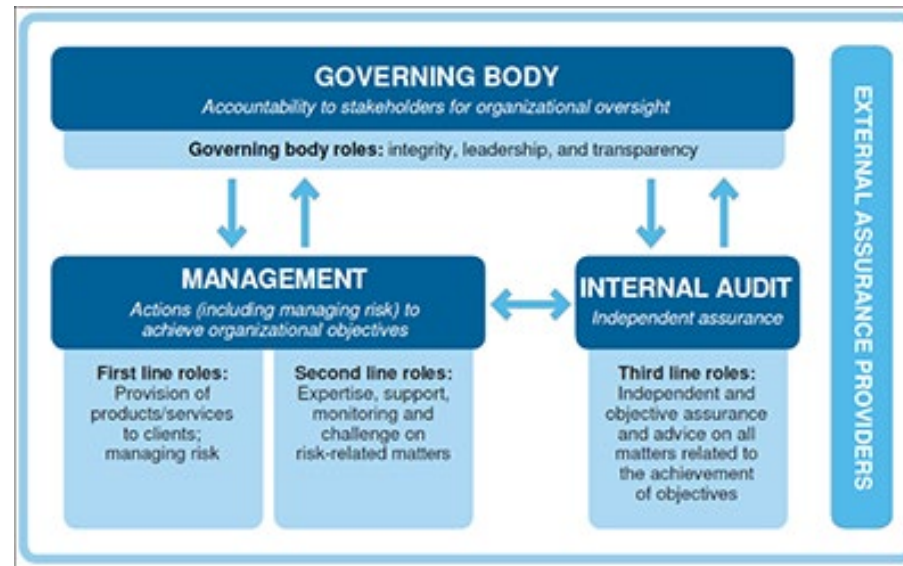 GOVERNING BODY
Accountability to stakeholders for organizational oversight
Governing body roles: integrity, leadership, and transparency
MANAGEMENT
Actions (including managing risk) to
achieve organizational objectives
First line roles:
Provision of
products/services
to clients;
managing risk
Second line roles:
Expertise, support,
monitoring and
challenge on
risk-related matters
INTERNAL AUDIT
Independent assurance
Third line roles:
Independent and
objective assurance
and advice on all
matters related to
the achievement
of objectives
EXTERNAL ASSURANCE PROVIDERS